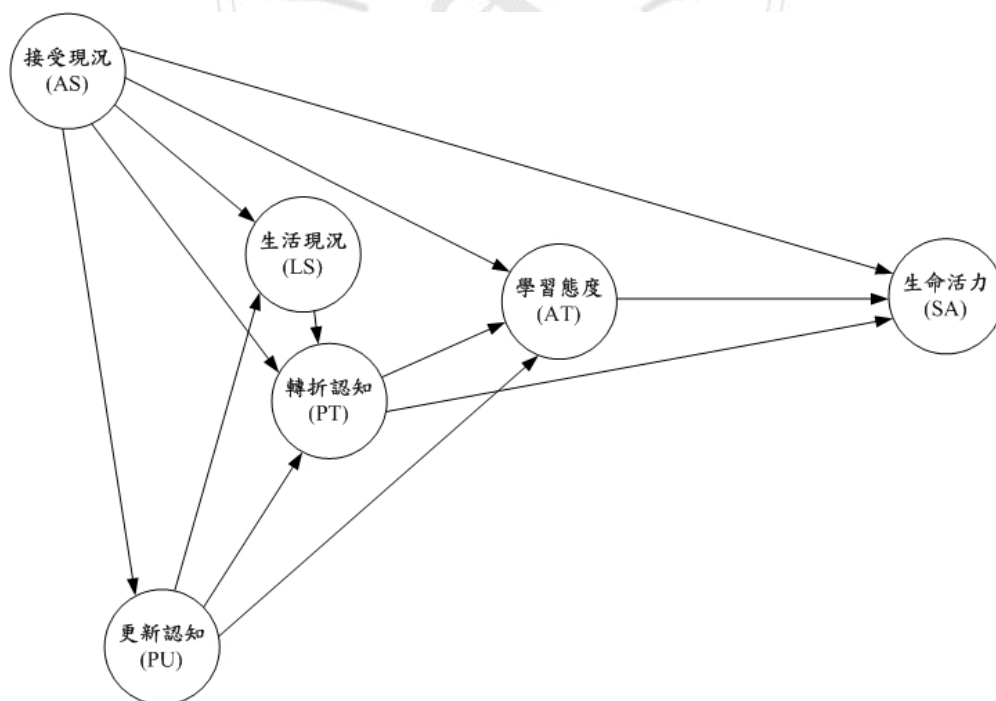 接受現況
(AS)
生活現況
(LS)
學習態度
(AT)
生命活力
(SA)
轉折認知
(PT)
更新認知
(PU)